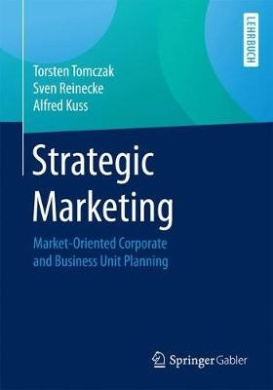 LEHRBUCH
Torsten Tomczak
Sven Reinecke
Alfred Kuss
Strategic
Marketing
Market-Oriented Corporate
and Business Unit Planning
Springer Gabler